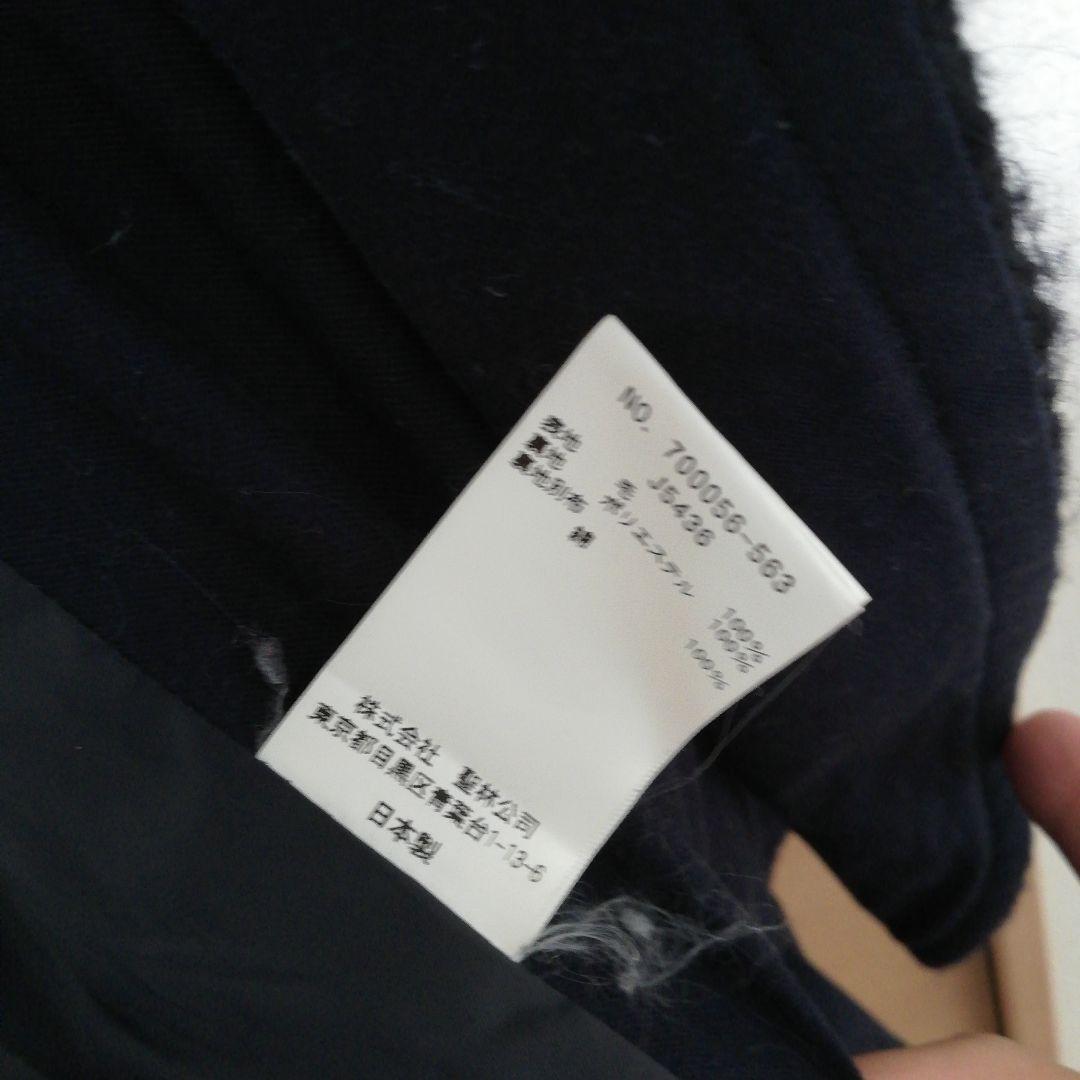 NO. 700056-563
J5436
表地 毛 100%
裏地 ポリエステル 100%
裏地別布 綿 100%
株式会社 聖林公司
東京都目黒区青葉台1-13-6
日本製